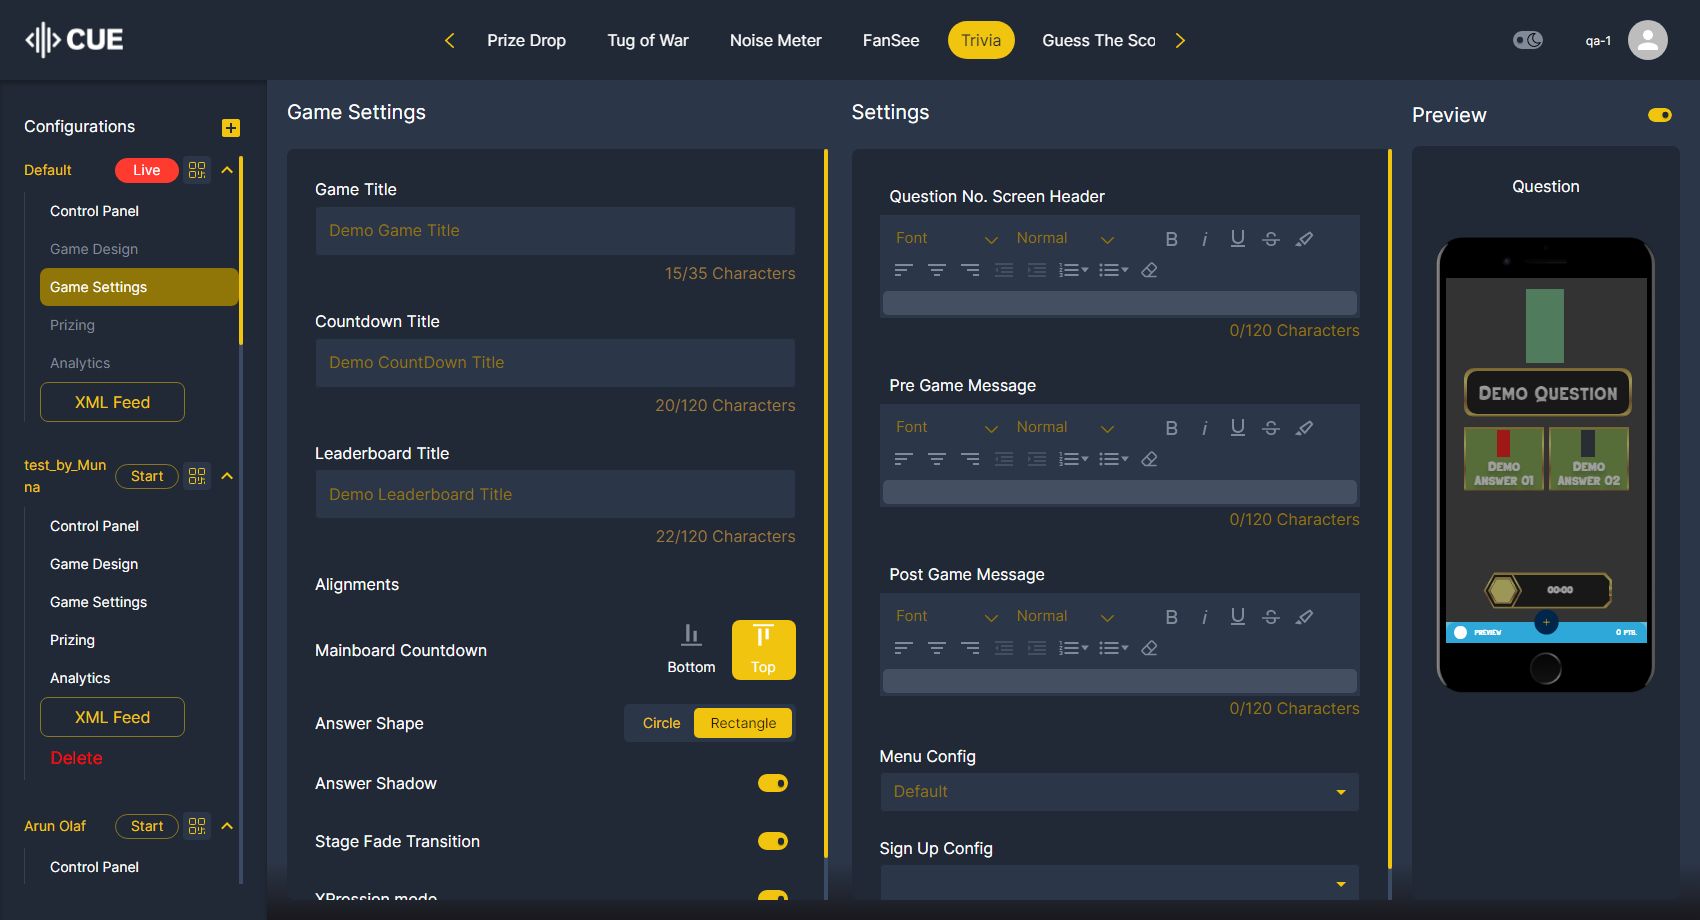 CUE
Prize Drop
Tug of War
Noise Meter
FanSee
Trivia
Guess The Sco
qa-1
Configurations
Default
Live
Control Panel
Game Design
Game Settings
Prizing
Analytics
XML Feed
test_by_Mun
na
Start
Control Panel
Game Design
Game Settings
Prizing
Analytics
XML Feed
Delete
Arun Olaf
Start
Control Panel
Game Settings
Game Title
Demo Game Title
15/35 Characters
Countdown Title
Demo CountDown Title
20/120 Characters
Leaderboard Title
Demo Leaderboard Title
22/120 Characters
Alignments
Mainboard Countdown
Bottom
Top
Answer Shape
Circle
Rectangle
Answer Shadow
Stage Fade Transition
XPression mode
Settings
Question No. Screen Header
Font
Normal
B i U S
0/120 Characters
Pre Game Message
Font
Normal
B i U S
0/120 Characters
Post Game Message
Font
Normal
B i U S
0/120 Characters
Menu Config
Default
Sign Up Config
Preview
Question
Demo Question
Demo
Answer 01
Demo
Answer 02
00:00
PREVIEW
0 PTS.